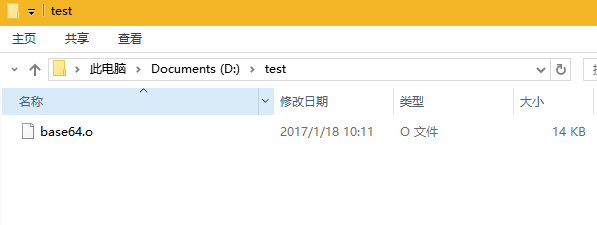 test
主页 共享 查看
此电脑 Documents (D:) test
名称 修改日期 类型 大小
base64.o 2017/1/18 10:11 O 文件 14 KB